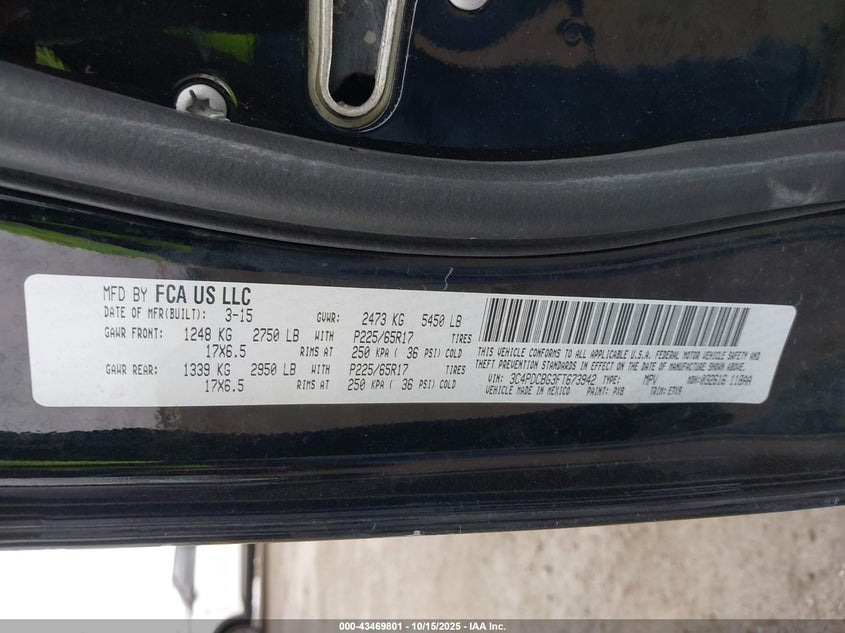 MFD BY FCA US LLC
DATE OF MFR(BUILT): 3-15 GVWR: 2473 KG 5450 LB
GAWR FRONT: 1248 KG 2750 LB WITH P225/65R17 TIRES
17X6.5 RIMS AT 250 KPA ( 36 PSI) COLD
GAWR REAR: 1339 KG 2950 LB WITH P225/65R17 TIRES
17X6.5 RIMS AT 250 KPA ( 36 PSI) COLD
THIS VEHICLE CONFORMS TO ALL APPLICABLE U.S.A. FEDERAL MOTOR VEHICLE SAFETY AND
THEFT PREVENTION STANDARDS IN EFFECT ON THE DATE OF MANUFACTURE SHOWN ABOVE.
VIN: 3C4PDCBG3FT673942 TYPE: MPV MDH:
VEHICLE MADE IN MEXICO PAINT: PX8 TRIM: E7X9
000-43469801 - 10/15/2025 - IAA Inc.